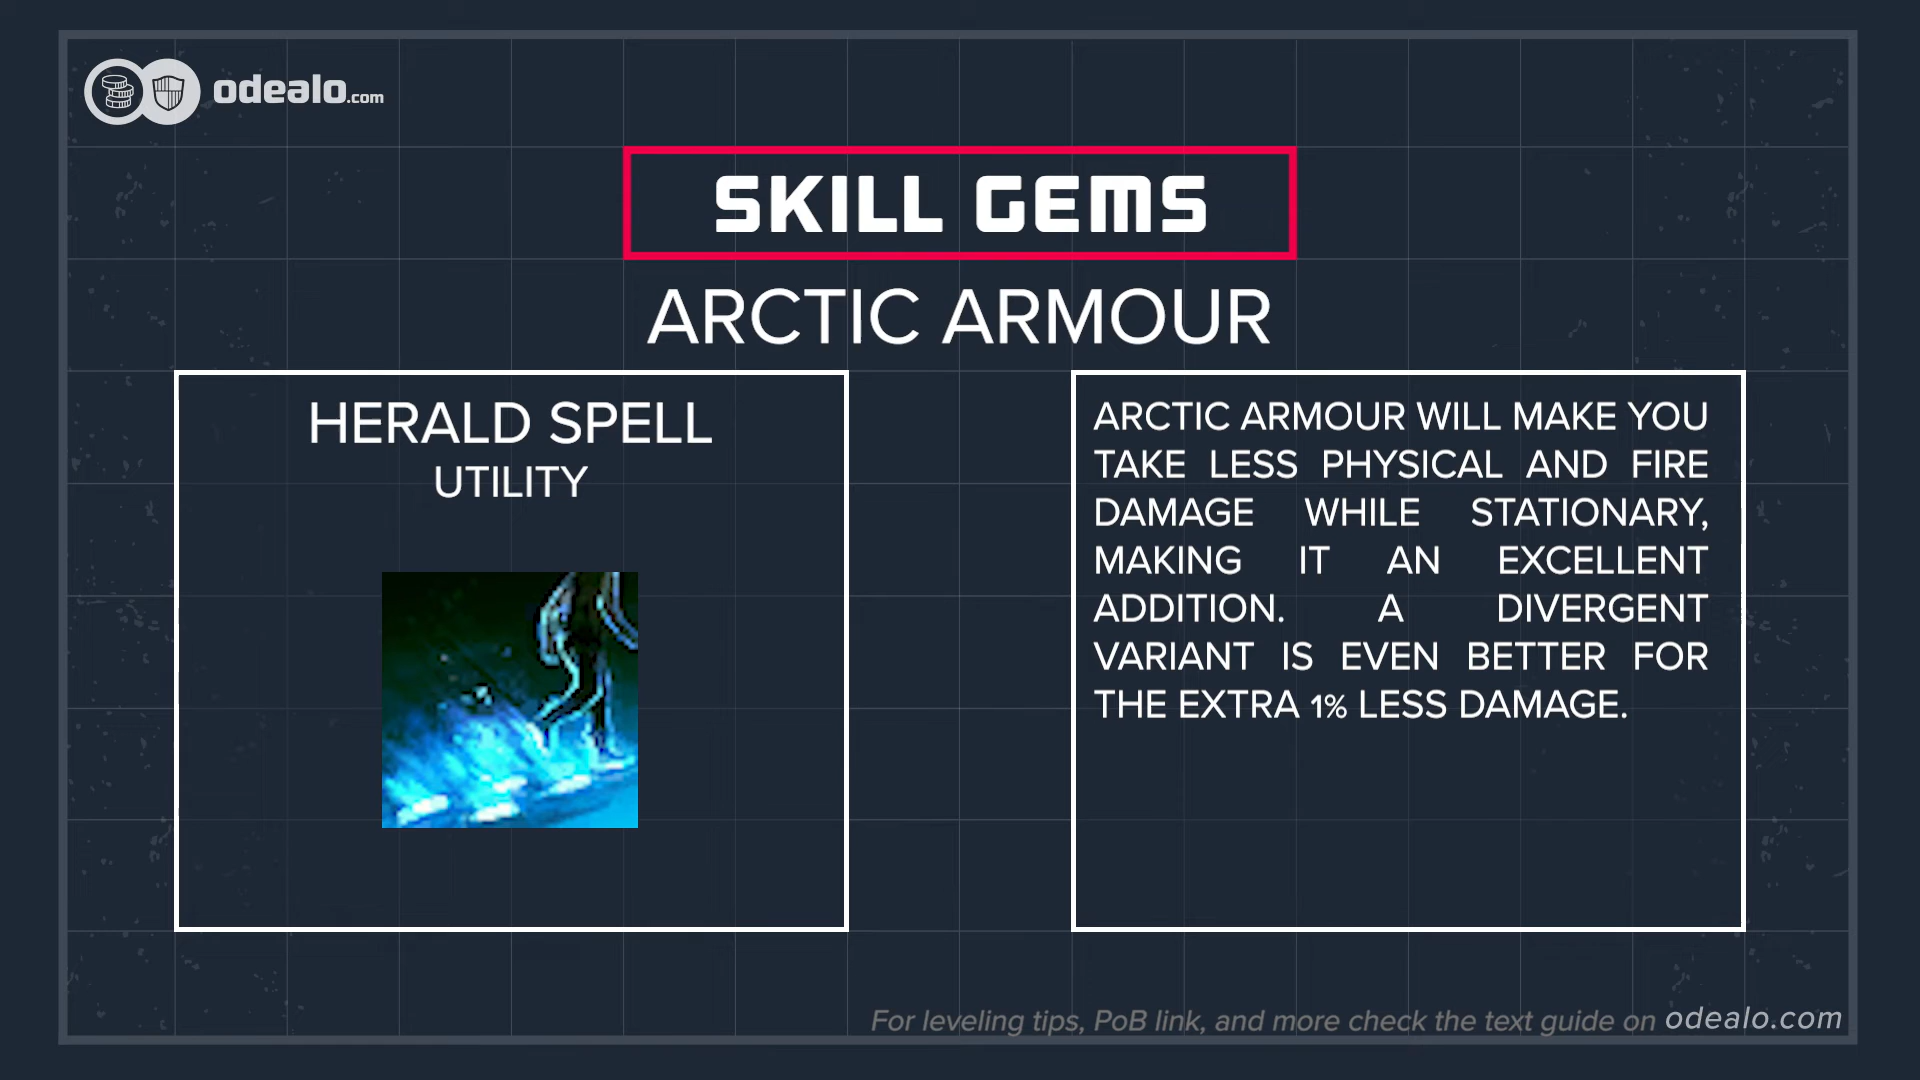 odealo.com
SKILL GEMS
ARCTIC ARMOUR
HERALD SPELL
UTILITY
ARCTIC ARMOUR WILL MAKE YOU
TAKE LESS PHYSICAL AND FIRE
DAMAGE WHILE STATIONARY,
MAKING IT AN EXCELLENT
ADDITION. A DIVERGENT
VARIANT IS EVEN BETTER FOR
THE EXTRA 1% LESS DAMAGE.
For leveling tips, PoB link, and more check the text guide on odealo.com